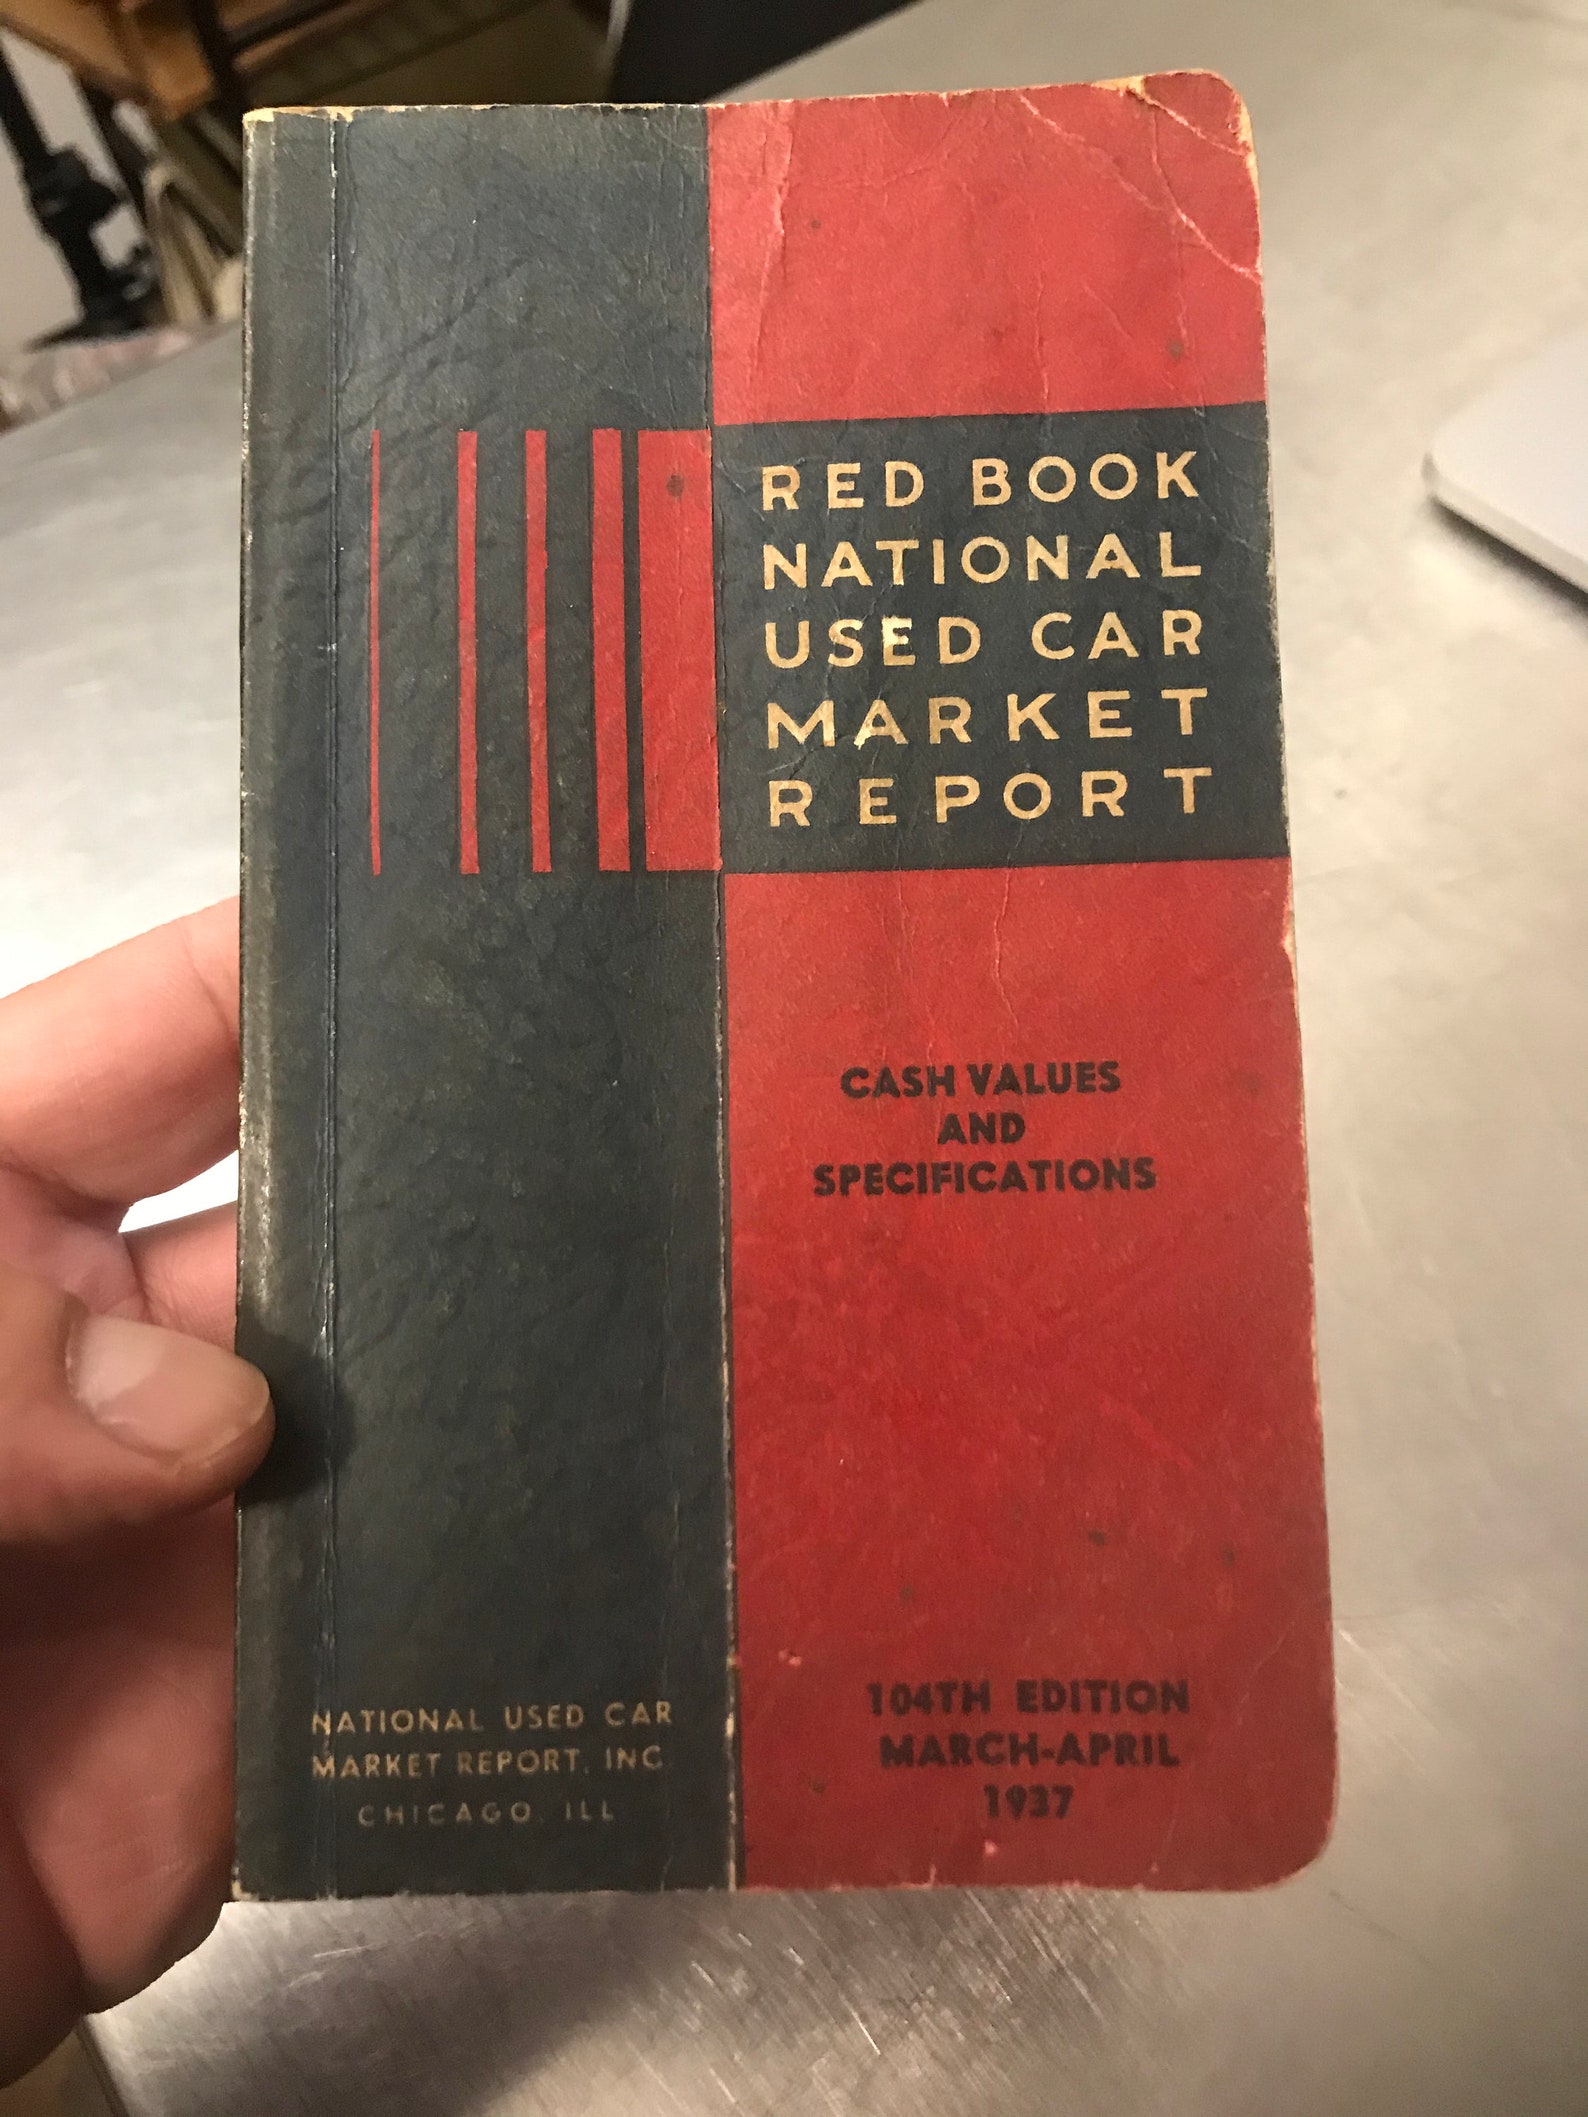 RED BOOK
NATIONAL
USED CAR
MARKET
REPORT
CASH VALUES
AND
SPECIFICATIONS
104TH EDITION
MARCH-APRIL
1937
NATIONAL USED CAR
MARKET REPORT, INC
CHICAGO, ILL